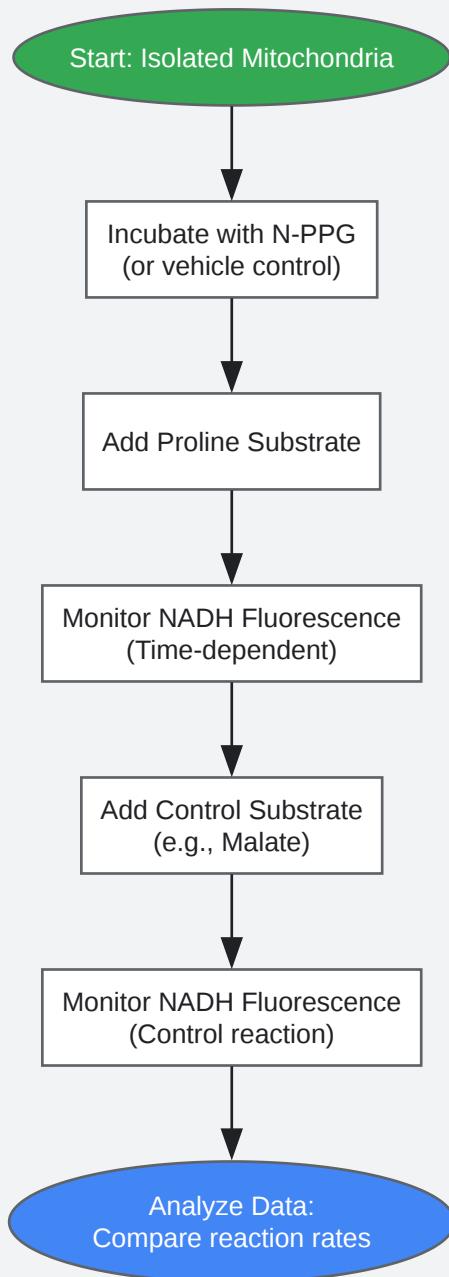 Start: Isolated Mitochondria
Incubate with N-PPG
(or vehicle control)
Add Proline Substrate
Monitor NADH Fluorescence
(Time-dependent)
Add Control Substrate
(e.g., Malate)
Monitor NADH Fluorescence
(Control reaction)
Analyze Data:
Compare reaction rates